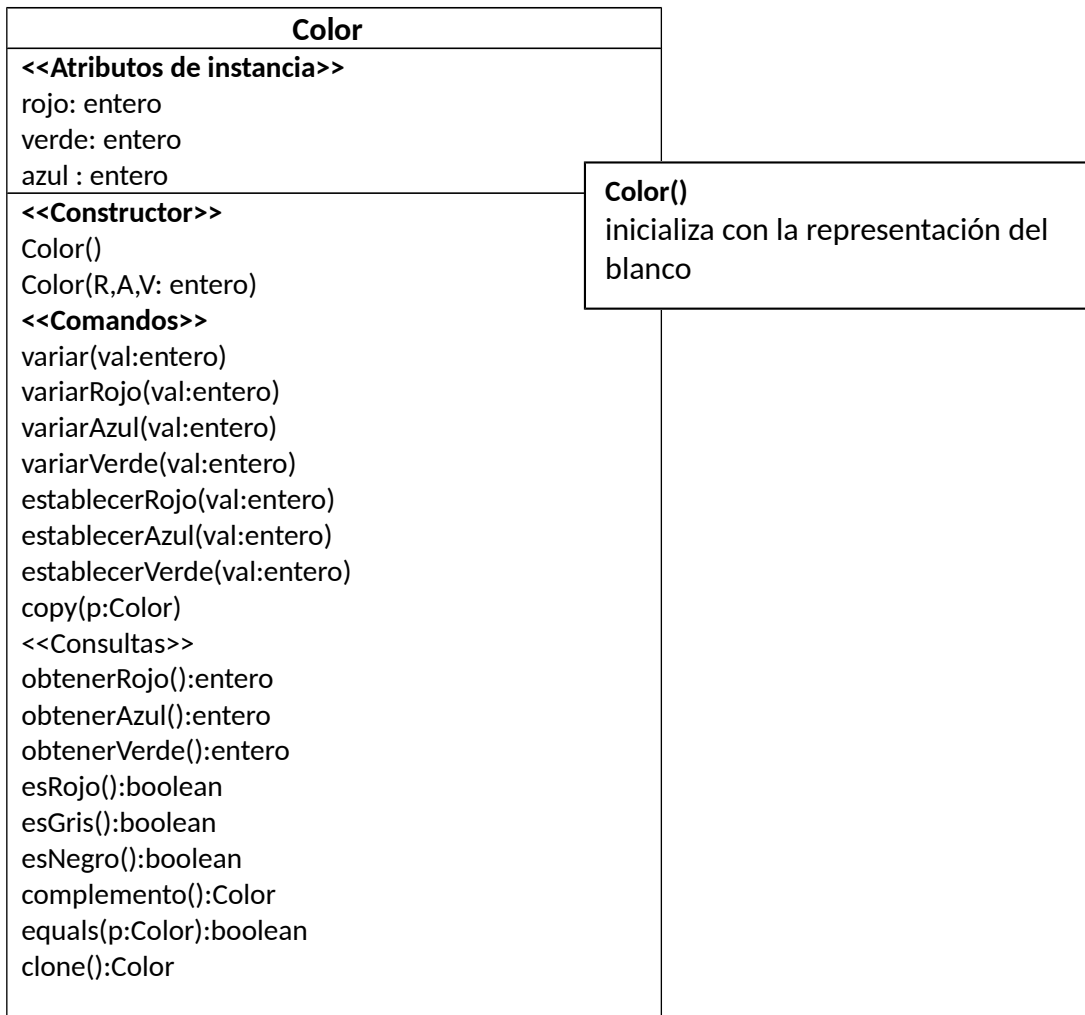 Color
<<Atributos de instancia>>
rojo: entero
verde: entero
azul : entero
<<Constructor>>
Color()
Color(R,A,V: entero)
<<Comandos>>
variar(val:entero)
variarRojo(val:entero)
variarAzul(val:entero)
variarVerde(val:entero)
establecerRojo(val:entero)
establecerAzul(val:entero)
establecerVerde(val:entero)
copy(p:Color)
<<Consultas>>
obtenerRojo():entero
obtenerAzul():entero
obtenerVerde():entero
esRojo():boolean
esGris():boolean
esNegro():boolean
complemento():Color
equals(p:Color):boolean
clone():Color
Color()
inicializa con la representación del
blanco